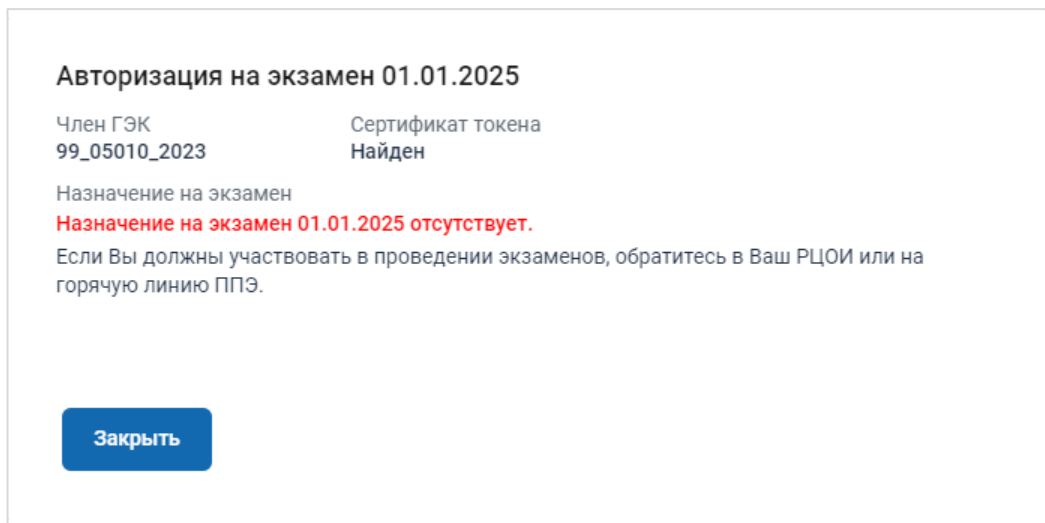 Авторизация на экзамен 01.01.2025
Член ГЭК Сертификат токена
99_05010_2023 Найден
Назначение на экзамен
Назначение на экзамен 01.01.2025 отсутствует.
Если Вы должны участвовать в проведении экзаменов, обратитесь в Ваш РЦОИ или на
горячую линию ППЭ.
Закрыть